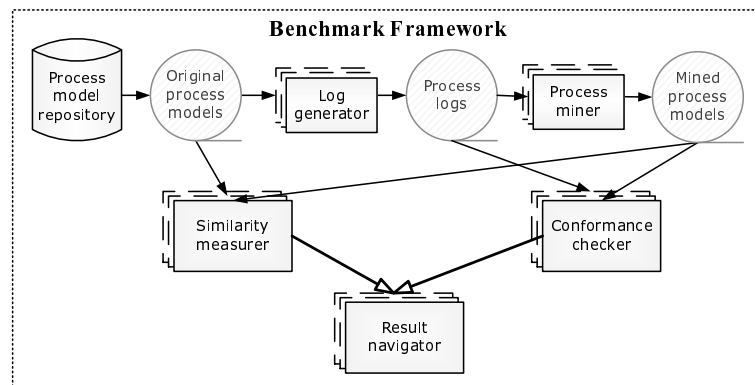 Benchmark Framework
Process
model
repository
Original
process
models
Log
generator
Process
logs
Process
miner
Mined
process
models
Similarity
measurer
Conformance
checker
Result
navigator